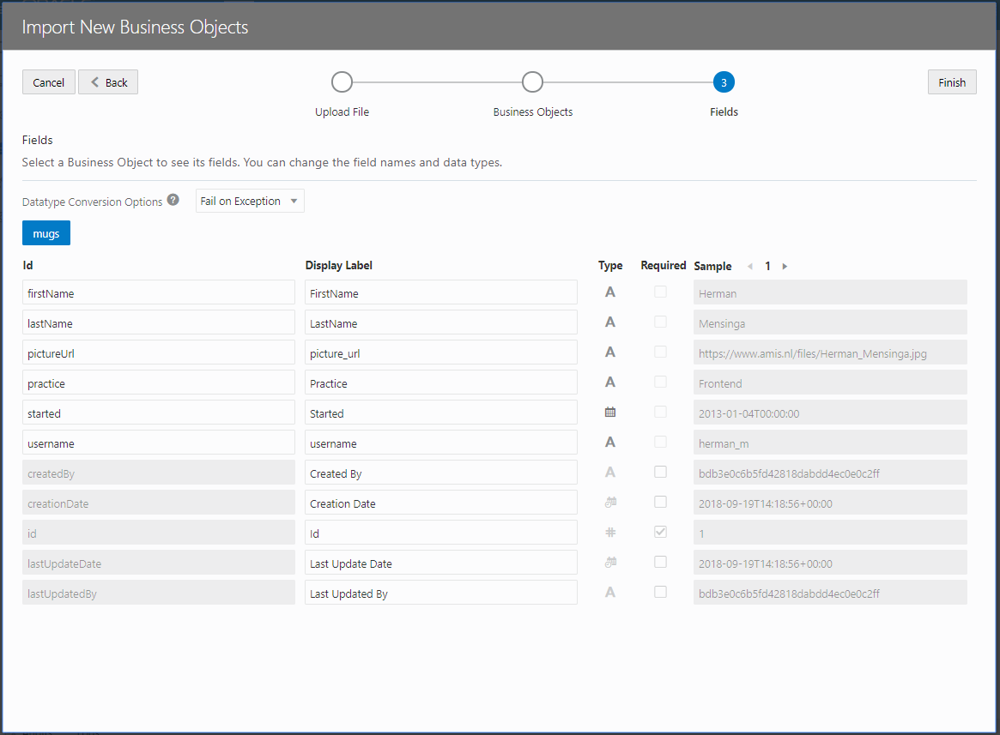 Import New Business Objects
Cancel Back Finish
3
Upload File Business Objects Fields
Fields
Select a Business Object to see its fields. You can change the field names and data types.
Datatype Conversion Options ? Fail on Exception
mugs
Id Display Label Type Required Sample 1
firstName FirstName A Herman
lastName LastName A Mensinga
pictureUrl picture_url A https://www.amis.nl/files/Herman_Mensinga.jpg
practice Practice A Frontend
started Started 2013-01-04T00:00:00
username username A herman_m
createdBy Created By A bdb3e0c6b5fd42818dabdd4ec0e0c2ff
creationDate Creation Date 2018-09-19T14:18:56+00:00
id Id # 1
lastUpdateDate Last Update Date 2018-09-19T14:18:56+00:00
lastUpdatedBy Last Updated By A bdb3e0c6b5fd42818dabdd4ec0e0c2ff